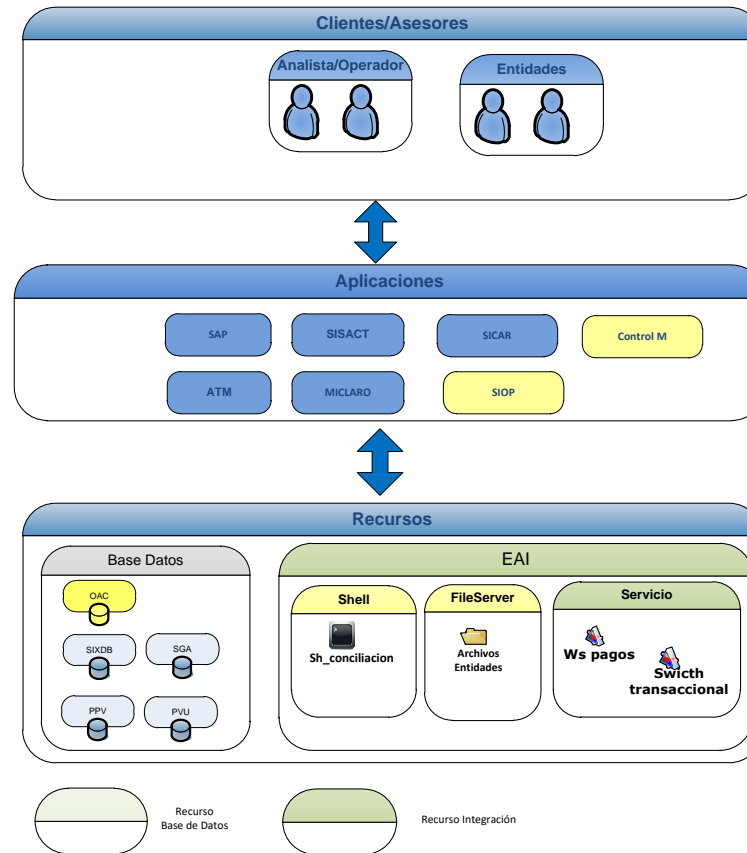 Clientes/Asesores
Analista/Operador
Entidades
Aplicaciones
SAP
SISACT
SICAR
Control M
ATM
MICLARO
SIOP
Recursos
Base Datos
EAI
OAC
SIXDB
SGA
PPV
PVU
Shell
Sh_conciliacion
FileServer
Archivos
Entidades
Servicio
Ws pagos
Swicth
transaccional
Recurso
Base de Datos
Recurso Integración